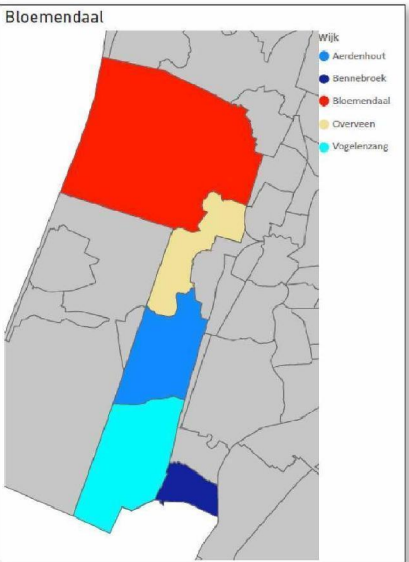 Bloemendaal
Wijk
Aerdenhout
Bennebroek
Bloemendaal
Overveen
Vogelenzang